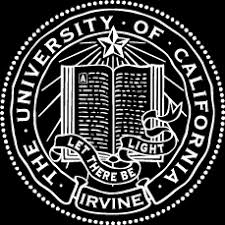 THE · UNIVERSITY · OF · CALIFORNIA ·
A
LET THERE BE LIGHT
IRVINE